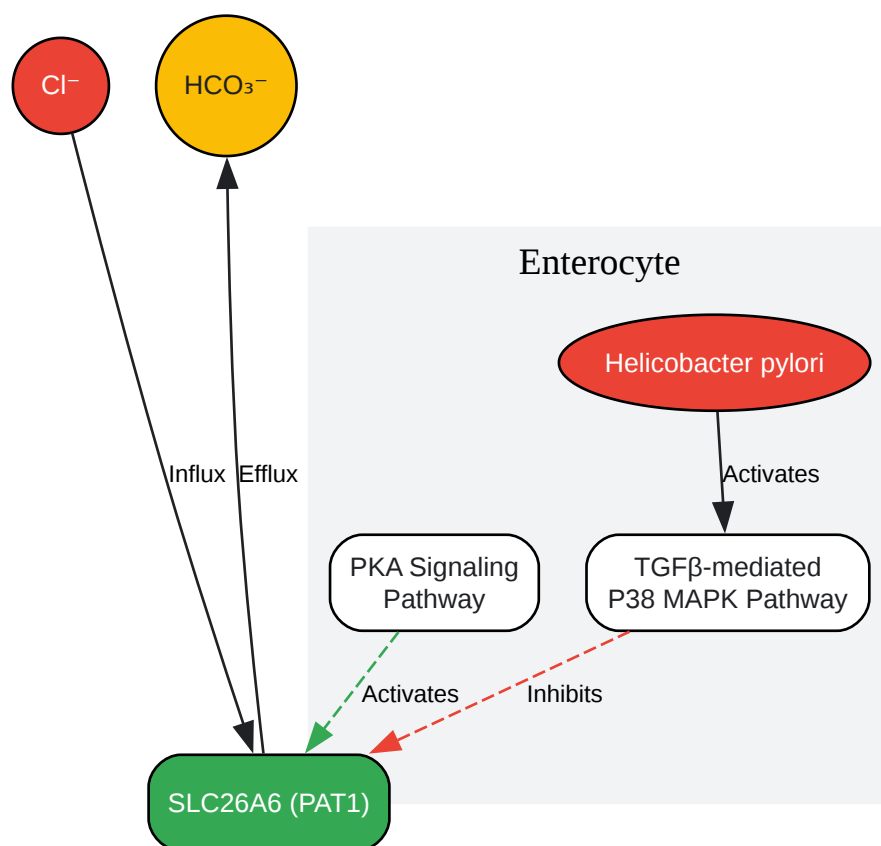 Cl⁻
HCO₃⁻
Enterocyte
Helicobacter pylori
Influx
Efflux
Activates
PKA Signaling
Pathway
TGFβ-mediated
P38 MAPK Pathway
Activates
Inhibits
SLC26A6 (PAT1)